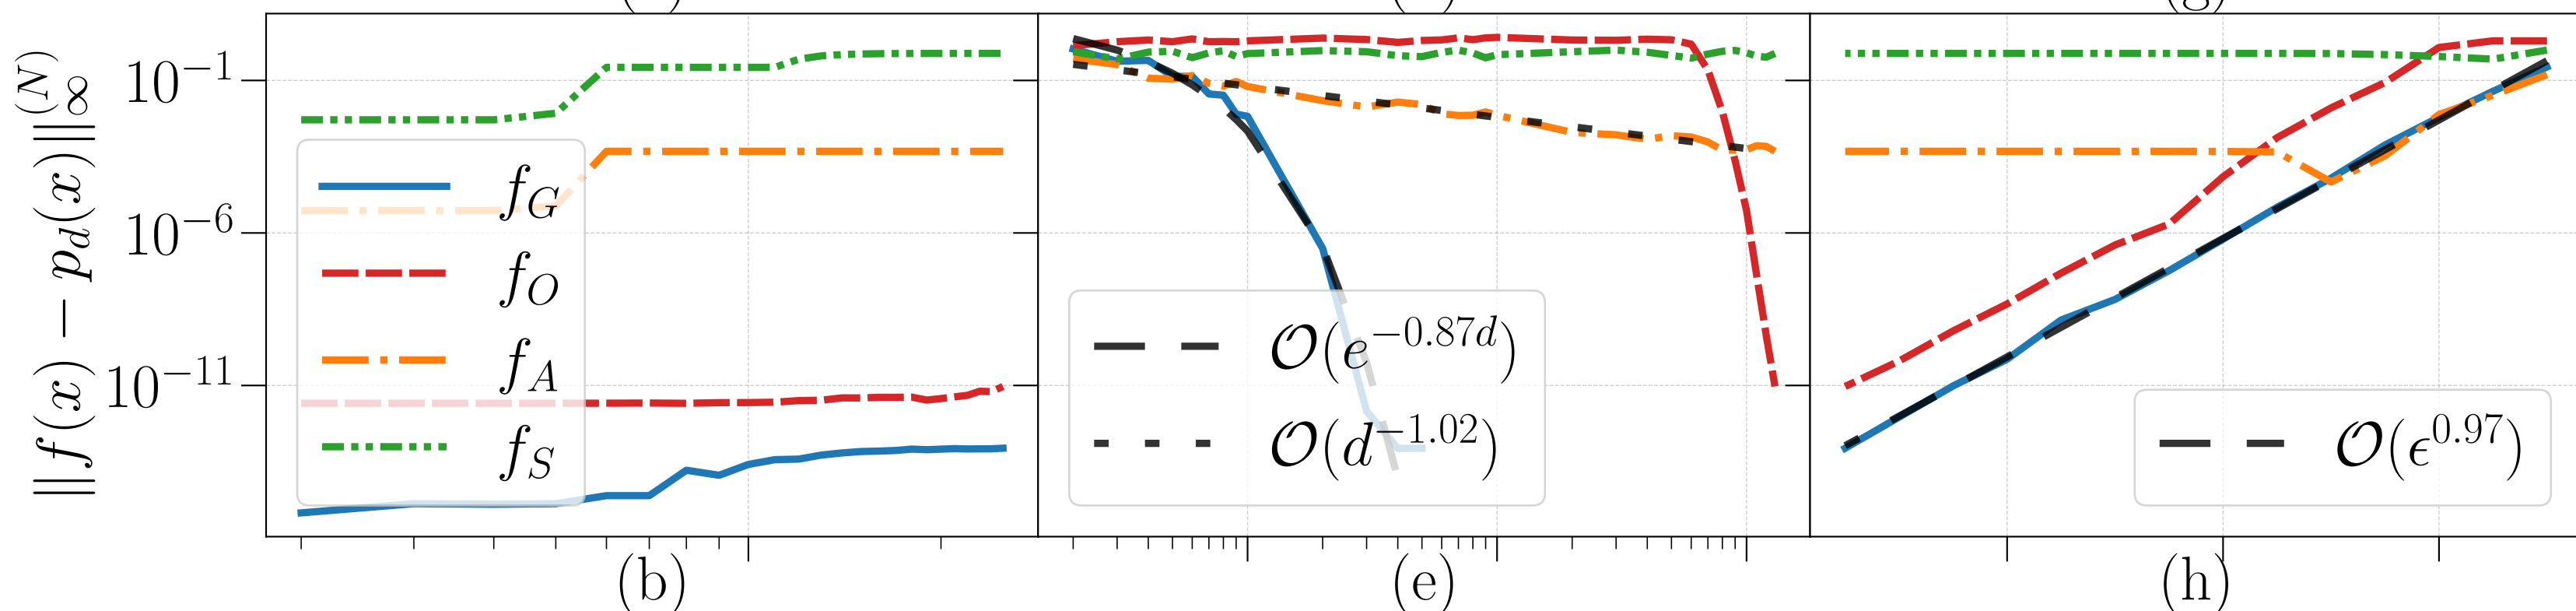 ‖f(x) − p_d(x)‖_∞^{(N)}
10^{−1}
10^{−6}
10^{−11}
f_G
f_O
f_A
f_S
𝒪(e^{−0.87d})
𝒪(d^{−1.02})
𝒪(ϵ^{0.97})
(b)
(e)
(h)